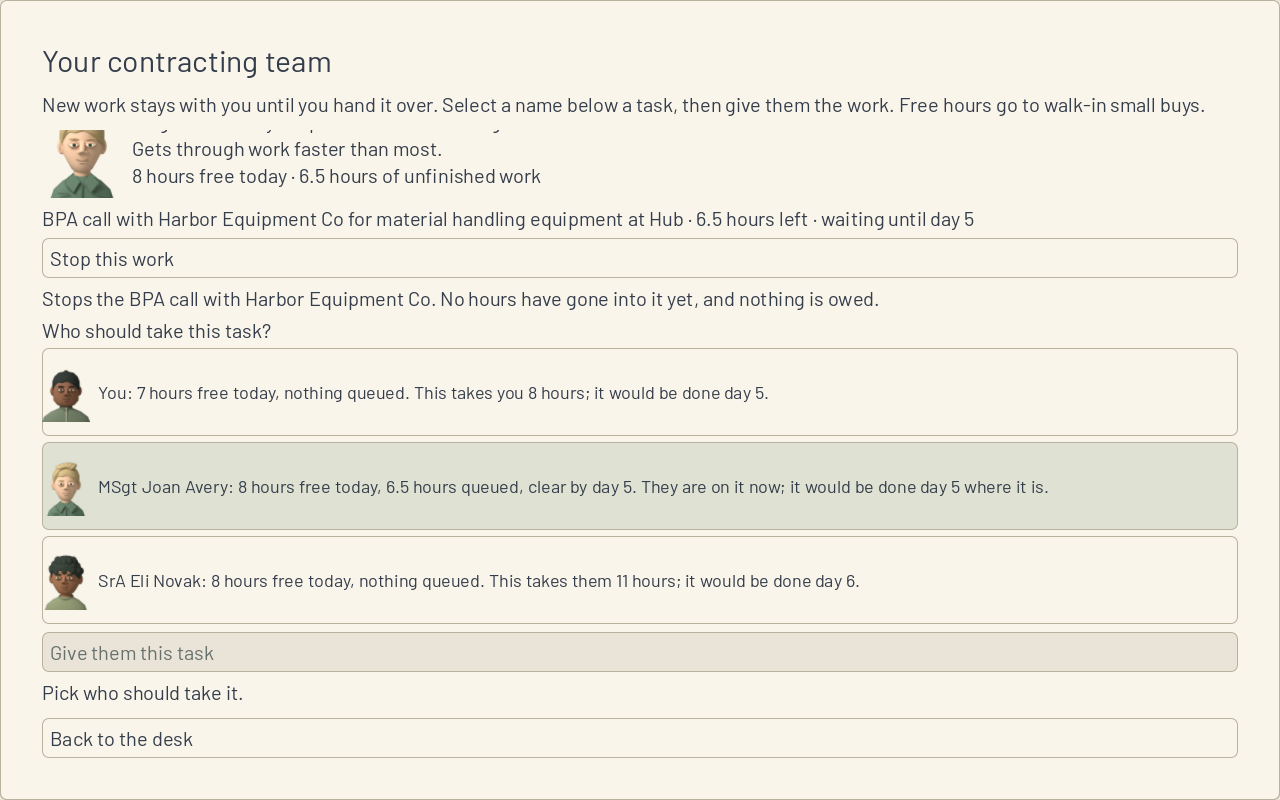 Your contracting team
New work stays with you until you hand it over. Select a name below a task, then give them the work. Free hours go to walk-in small buys.
Gets through work faster than most.
8 hours free today · 6.5 hours of unfinished work
BPA call with Harbor Equipment Co for material handling equipment at Hub · 6.5 hours left · waiting until day 5
Stop this work
Stops the BPA call with Harbor Equipment Co. No hours have gone into it yet, and nothing is owed.
Who should take this task?
You: 7 hours free today, nothing queued. This takes you 8 hours; it would be done day 5.
MSgt Joan Avery: 8 hours free today, 6.5 hours queued, clear by day 5. They are on it now; it would be done day 5 where it is.
SrA Eli Novak: 8 hours free today, nothing queued. This takes them 11 hours; it would be done day 6.
Give them this task
Pick who should take it.
Back to the desk